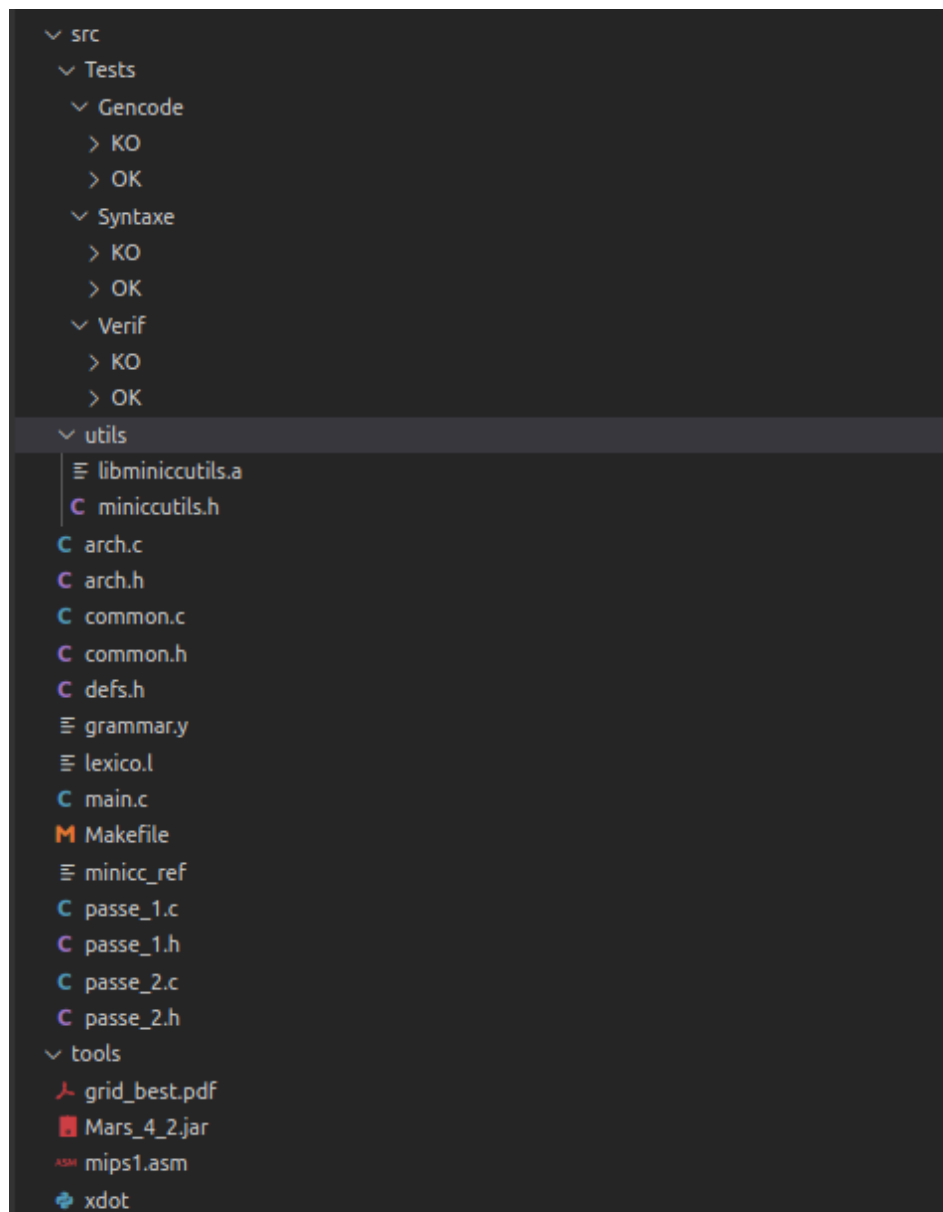 src
Tests
Gencode
KO
OK
Syntaxe
KO
OK
Verif
KO
OK
utils
libminiccutils.a
C miniccutils.h
C arch.c
C arch.h
C common.c
C common.h
C defs.h
grammar.y
lexico.l
C main.c
M Makefile
minicc_ref
C passe_1.c
C passe_1.h
C passe_2.c
C passe_2.h
tools
grid_best.pdf
Mars_4_2.jar
ASM mips1.asm
xdot